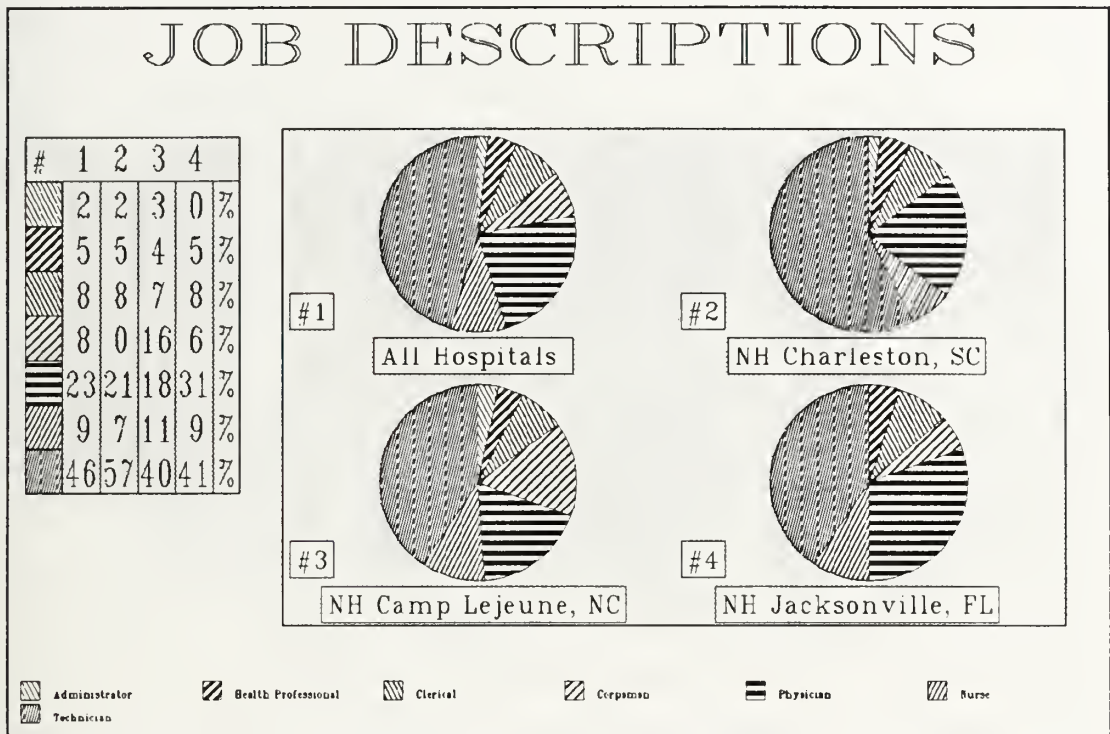 JOB DESCRIPTIONS
# 1 2 3 4
2 2 3 0 %
5 5 4 5 %
8 8 7 8 %
8 0 16 6 %
23 21 18 31 %
9 7 11 9 %
46 57 40 41 %
#1
All Hospitals
#2
NH Charleston, SC
#3
NH Camp Lejeune, NC
#4
NH Jacksonville, FL
Administrator Health Professional Clerical Corpsman Physician Nurse
Technician